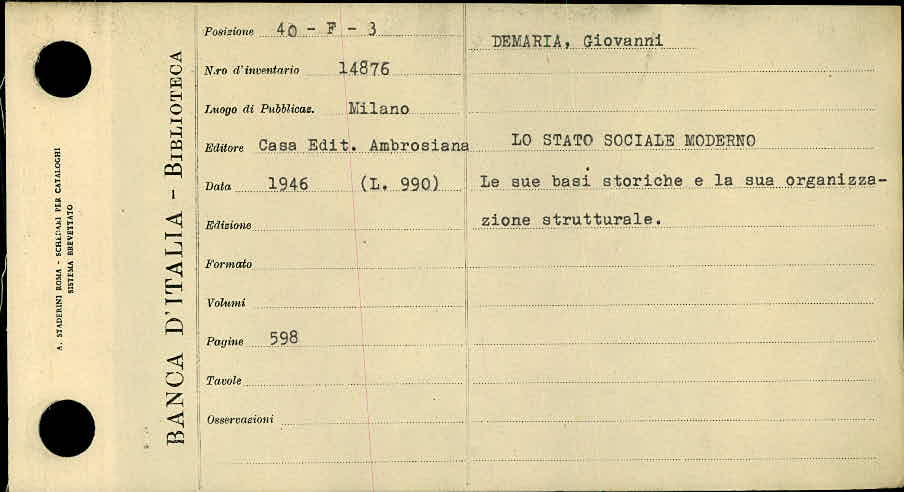 A. STADERINI ROMA - SCHEDARI PER CATALOGHI
SISTEMA BREVETTATO
BANCA D'ITALIA - BIBLIOTECA
Posizione 40 - F - 3
N.ro d'inventario 14876
Luogo di Pubblicaz. Milano
Editore Casa Edit. Ambrosiana
Data 1946 (L. 990)
Edizione
Formato
Volumi
Pagine 598
Tavole
Osservazioni
DEMARIA, Giovanni
LO STATO SOCIALE MODERNO
Le sue basi storiche e la sua organizza-
zione strutturale.